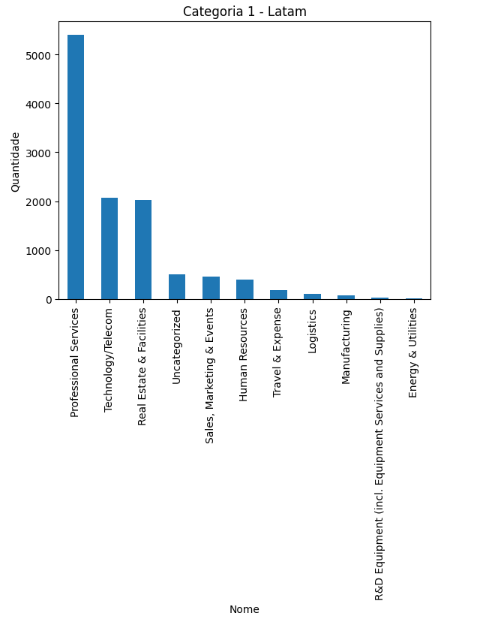 Categoria 1 - Latam
Quantidade
5000
4000
3000
2000
1000
0
Professional Services
Technology/Telecom
Real Estate & Facilities
Uncategorized
Sales, Marketing & Events
Human Resources
Travel & Expense
Logistics
Manufacturing
R&D Equipment (incl. Equipment Services and Supplies)
Energy & Utilities
Nome